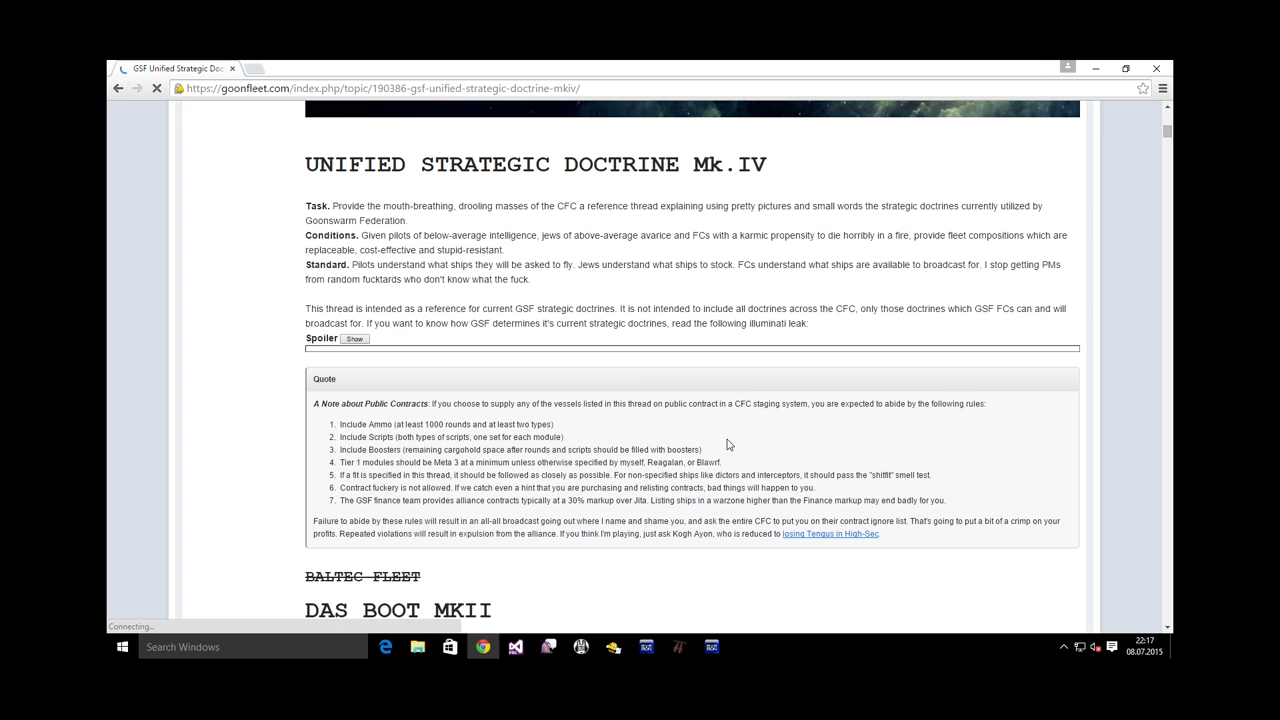 GSF Unified Strategic Doc
https://goonfleet.com/index.php/topic/190386-gsf-unified-strategic-doctrine-mkiv/
UNIFIED STRATEGIC DOCTRINE Mk.IV
Task. Provide the mouth-breathing, drooling masses of the CFC a reference thread explaining using pretty pictures and small words the strategic doctrines currently utilized by
Goonswarm Federation.
Conditions. Given pilots of below-average intelligence, jews of above-average avarice and FCs with a karmic propensity to die horribly in a fire, provide fleet compositions which are
replaceable, cost-effective and stupid-resistant.
Standard. Pilots understand what ships they will be asked to fly. Jews understand what ships to stock. FCs understand what ships are available to broadcast for. I stop getting PMs
from random fucktards who don't know what the fuck.
This thread is intended as a reference for current GSF strategic doctrines. It is not intended to include all doctrines across the CFC, only those doctrines which GSF FCs can and will
broadcast for. If you want to know how GSF determines it's current strategic doctrines, read the following illuminati leak:
Spoiler Show
Quote
A Note about Public Contracts: If you choose to supply any of the vessels listed in this thread on public contract in a CFC staging system, you are expected to abide by the following rules:
1. Include Ammo (at least 1000 rounds and at least two types)
2. Include Scripts (both types of scripts, one set for each module)
3. Include Boosters (remaining cargohold space after rounds and scripts should be filled with boosters)
4. Tier 1 modules should be Meta 3 at a minimum unless otherwise specified by myself, Reagalan, or Blawrf.
5. If a fit is specified in this thread, it should be followed as closely as possible. For non-specified ships like dictors and interceptors, it should pass the "shitfit" smell test.
6. Contract fuckery is not allowed. If we catch even a hint that you are purchasing and relisting contracts, bad things will happen to you.
7. The GSF finance team provides alliance contracts typically at a 30% markup over Jita. Listing ships in a warzone higher than the Finance markup may end badly for you.
Failure to abide by these rules will result in an all-all broadcast going out where I name and shame you, and ask the entire CFC to put you on their contract ignore list. That's going to put a bit of a crimp on your
profits. Repeated violations will result in expulsion from the alliance. If you think I'm playing, just ask Kogh Ayon, who is reduced to losing Tengus in High-Sec.
BALTEC FLEET
DAS BOOT MKII
Connecting...
Search Windows
22:17
08.07.2015